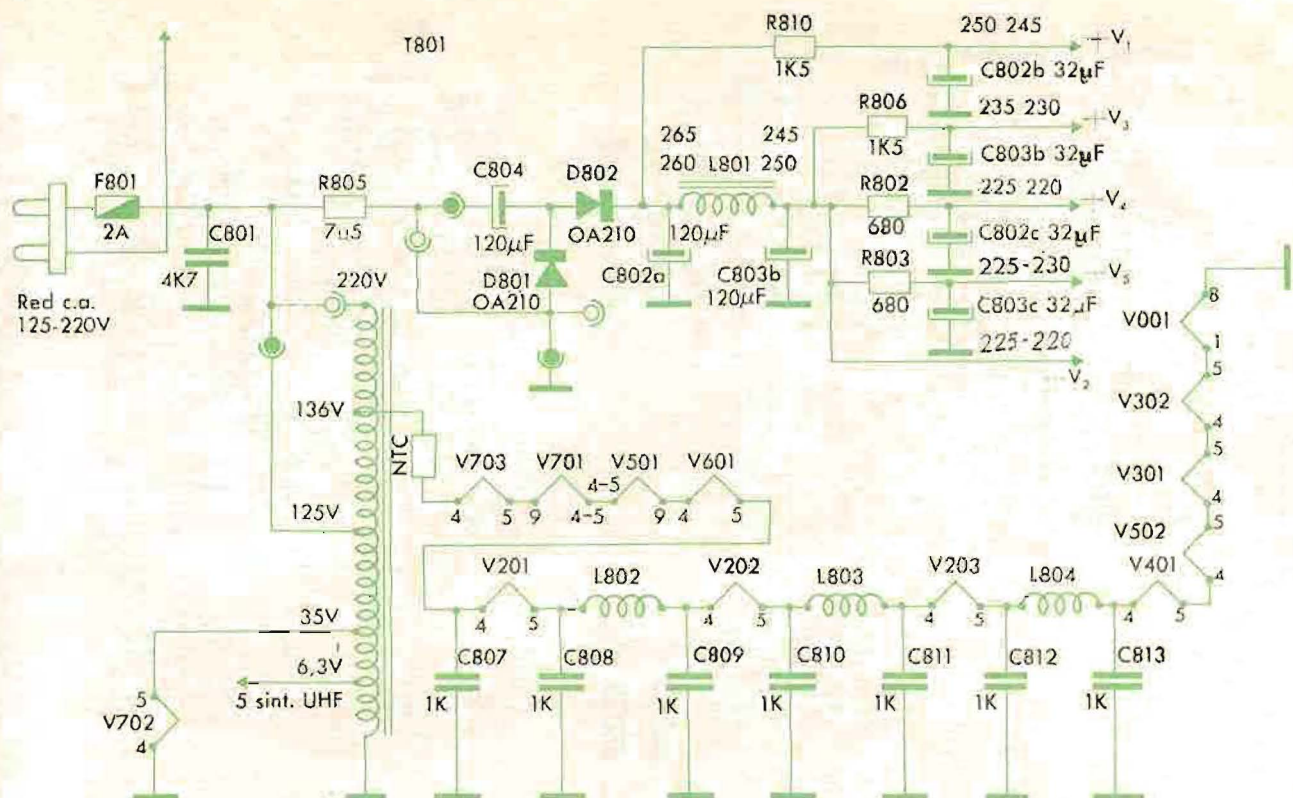 T801
R810
1K5
250 245
+V₁
C802b 32µF
235 230
R806
1K5
+V₃
C803b 32µF
265 245
260 L801 250
225 220
R802
680
+V₄
C802c 32µF
225-230
R803
680
V₅
C803c 32µF
225-220
V₂
F801
2A
C801
4K7
R805
7u5
C804
120µF
D802
OA210
D801
OA210
120µF
C802a
C803b
120µF
Red c.a.
125-220V
220V
136V
125V
35V
6,3V
5 sint. UHF
NTC
V703
4 5
V701
9 4-5
V501
4-5 9
V601
4 5
V001
8
1
V302
5
4
V301
5
4
V502
5
4
V201
4 5
L802
V202
4 5
L803
V203
4 5
L804
V401
4 5
C807
1K
C808
1K
C809
1K
C810
1K
C811
1K
C812
1K
C813
1K
5
V702
4